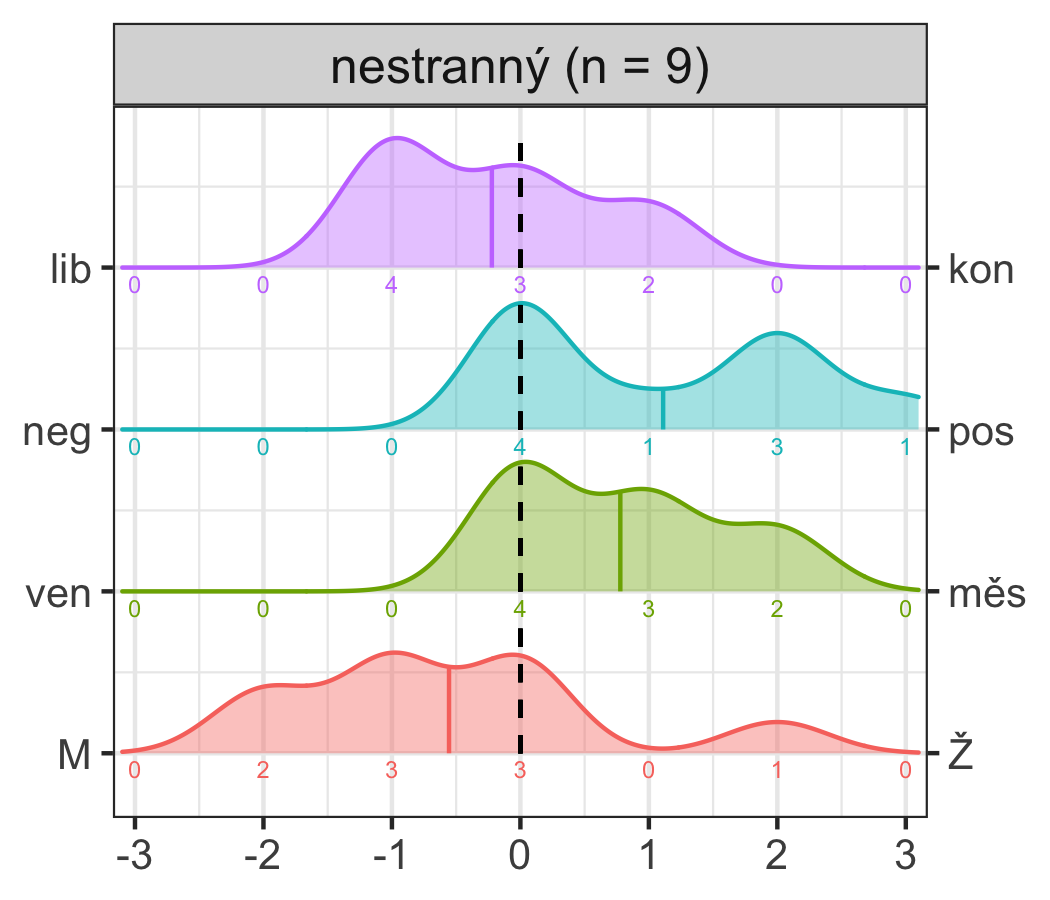 nestranný (n = 9)
lib kon
0 0 4 3 2 0 0
neg pos
0 0 0 4 1 3 1
ven měs
0 0 0 4 3 2 0
M Ž
0 2 3 3 0 1 0
-3 -2 -1 0 1 2 3